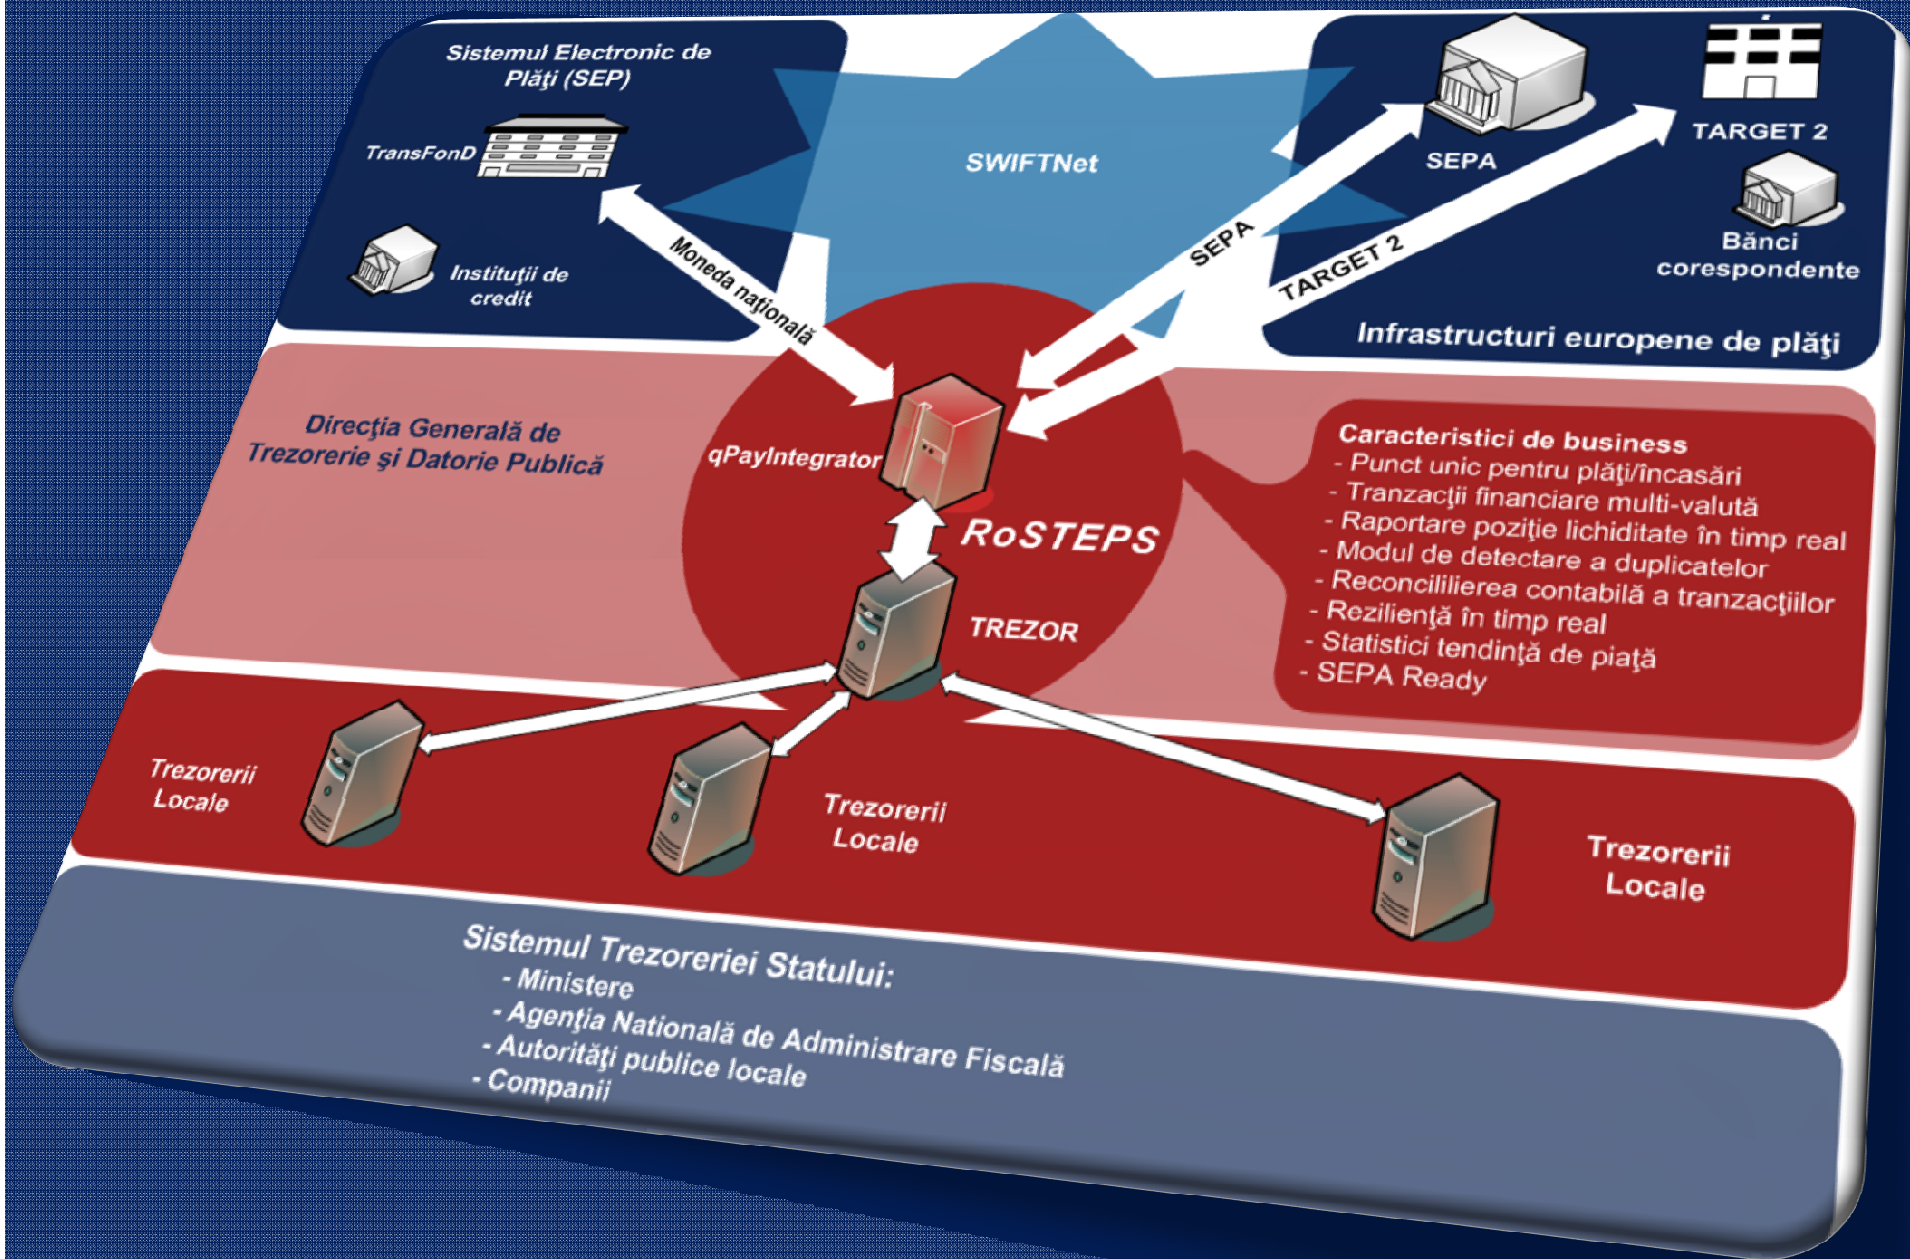 Sistemul Electronic de
Plăţi (SEP)
TransFonD
Instituţii de
credit
SWIFTNet
SEPA
TARGET 2
Bănci
corespondente
Infrastructuri europene de plăţi
Moneda naţională
SEPA
TARGET 2
Direcţia Generală de
Trezorerie şi Datorie Publică
qPayIntegrator
RoSTEPS
TREZOR
Caracteristici de business
- Punct unic pentru plăţi/încasări
- Tranzacţii financiare multi-valută
- Raportare poziţie lichiditate în timp real
- Modul de detectare a duplicatelor
- Reconcililierea contabilă a tranzacţiilor
- Rezilienţă în timp real
- Statistici tendinţă de piaţă
- SEPA Ready
Trezorerii
Locale
Trezorerii
Locale
Trezorerii
Locale
Sistemul Trezoreriei Statului:
- Ministere
- Agenţia Natională de Administrare Fiscală
- Autorităţi publice locale
- Companii